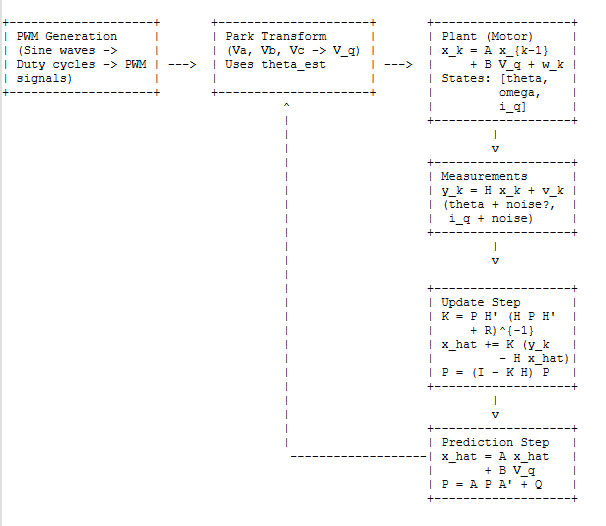 PWM Generation
(Sine waves ->
Duty cycles -> PWM
signals)
--->
Park Transform
(Va, Vb, Vc -> V_q)
Uses theta_est
--->
Plant (Motor)
x_k = A x_{k-1}
+ B V_q + w_k
States: [theta,
omega,
i_q]
Measurements
y_k = H x_k + v_k
(theta + noise?,
i_q + noise)
Update Step
K = P H' (H P H'
+ R)^{-1}
x_hat += K (y_k
- H x_hat)
P = (I - K H) P
Prediction Step
x_hat = A x_hat
+ B V_q
P = A P A' + Q